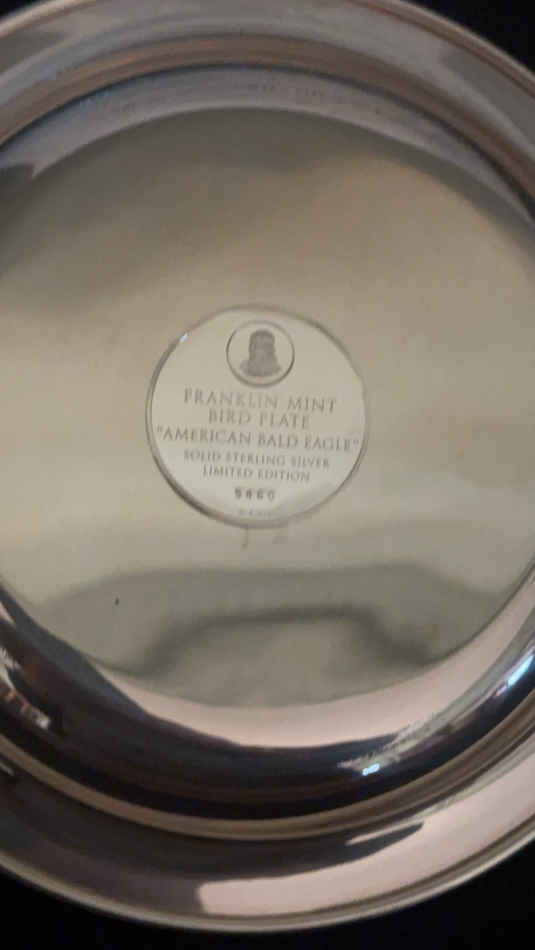 FRANKLIN MINT
BIRD PLATE
"AMERICAN BALD EAGLE"
SOLID STERLING SILVER
LIMITED EDITION